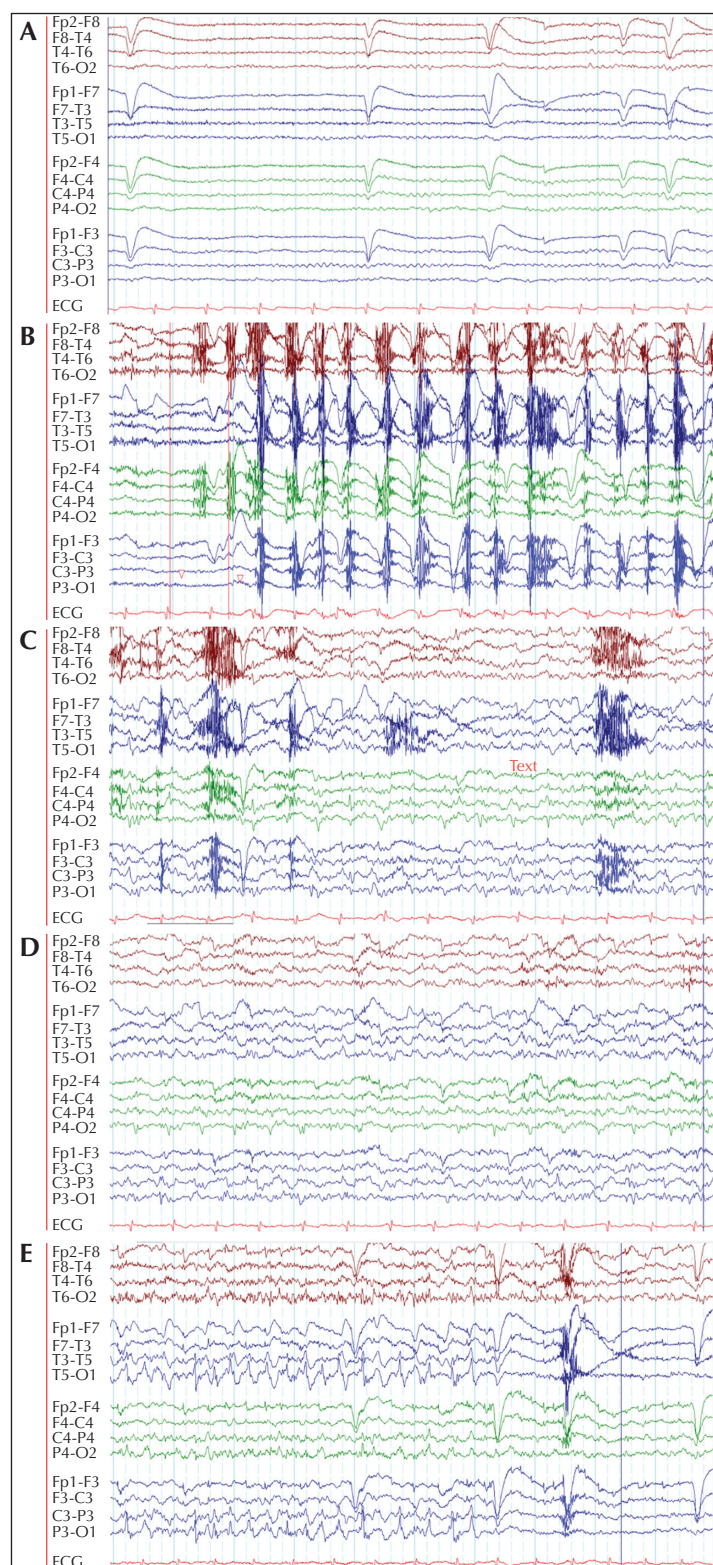 A
Fp2-F8
F8-T4
T4-T6
T6-O2
Fp1-F7
F7-T3
T3-T5
T5-O1
Fp2-F4
F4-C4
C4-P4
P4-O2
Fp1-F3
F3-C3
C3-P3
P3-O1
ECG
B
Fp2-F8
F8-T4
T4-T6
T6-O2
Fp1-F7
F7-T3
T3-T5
T5-O1
Fp2-F4
F4-C4
C4-P4
P4-O2
Fp1-F3
F3-C3
C3-P3
P3-O1
ECG
C
Fp2-F8
F8-T4
T4-T6
T6-O2
Fp1-F7
F7-T3
T3-T5
T5-O1
Text
Fp2-F4
F4-C4
C4-P4
P4-O2
Fp1-F3
F3-C3
C3-P3
P3-O1
ECG
D
Fp2-F8
F8-T4
T4-T6
T6-O2
Fp1-F7
F7-T3
T3-T5
T5-O1
Fp2-F4
F4-C4
C4-P4
P4-O2
Fp1-F3
F3-C3
C3-P3
P3-O1
ECG
E
Fp2-F8
F8-T4
T4-T6
T6-O2
Fp1-F7
F7-T3
T3-T5
T5-O1
Fp2-F4
F4-C4
C4-P4
P4-O2
Fp1-F3
F3-C3
C3-P3
P3-O1
ECG